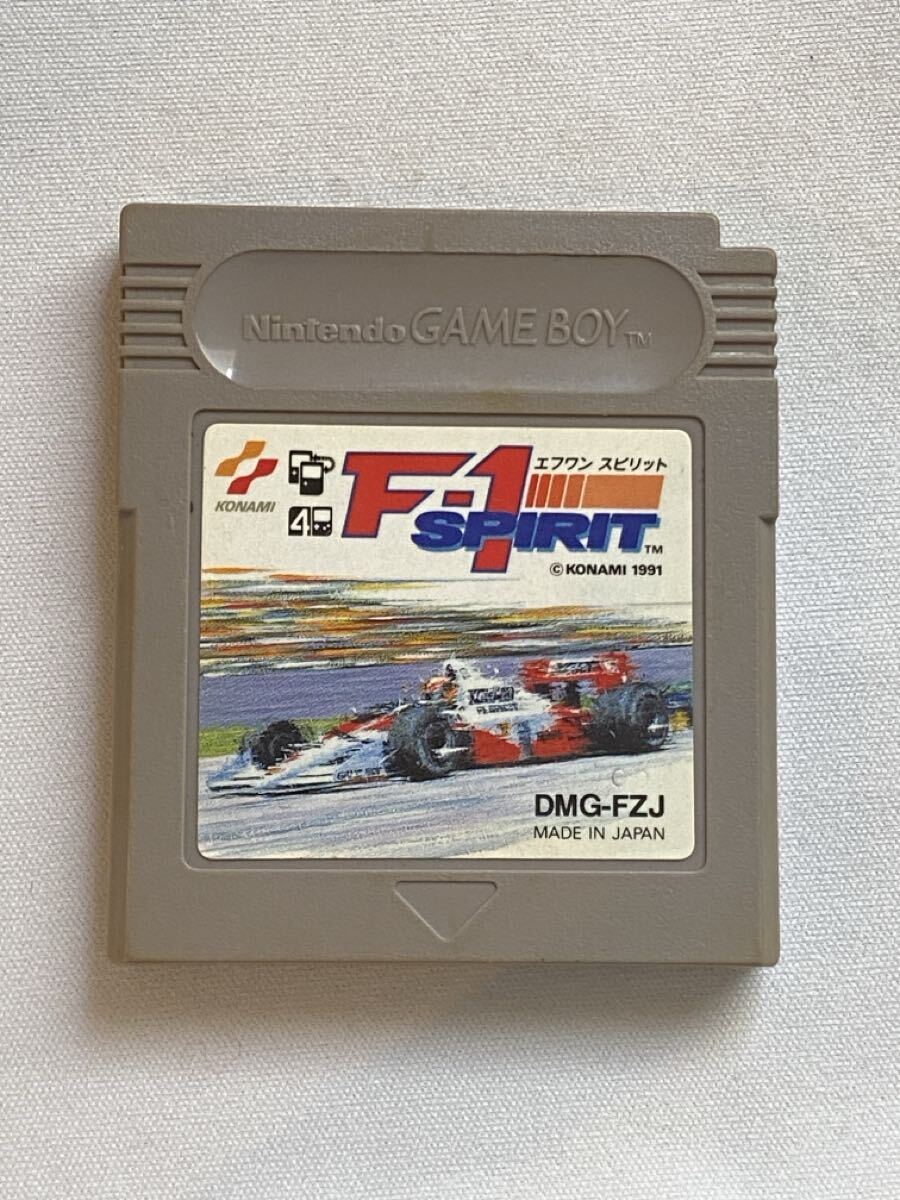 Nintendo GAME BOY™
KONAMI
4
エフワン スピリット
F-1
SPIRIT™
© KONAMI 1991
DMG-FZJ
MADE IN JAPAN